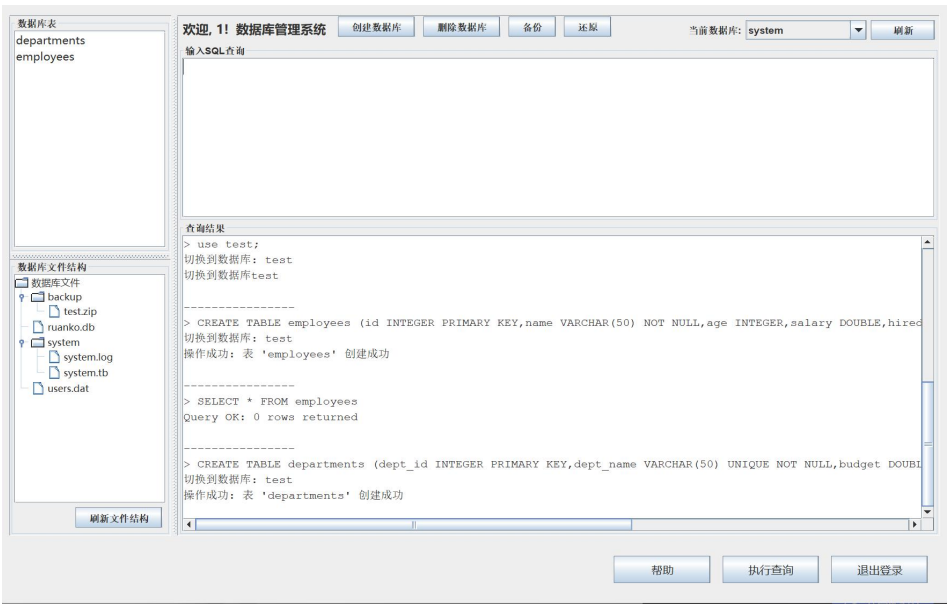 数据库表
departments
employees
欢迎, 1! 数据库管理系统
创建数据库
删除数据库
备份
还原
当前数据库:
system
刷新
输入SQL查询
查询结果
> use test;
切换到数据库: test
切换到数据库test
----------------
> CREATE TABLE employees (id INTEGER PRIMARY KEY,name VARCHAR(50) NOT NULL,age INTEGER,salary DOUBLE,hired
切换到数据库: test
操作成功: 表 'employees' 创建成功
----------------
> SELECT * FROM employees
Query OK: 0 rows returned
----------------
> CREATE TABLE departments (dept_id INTEGER PRIMARY KEY,dept_name VARCHAR(50) UNIQUE NOT NULL,budget DOUBL
切换到数据库: test
操作成功: 表 'departments' 创建成功
数据库文件结构
数据库文件
backup
test.zip
ruanko.db
system
system.log
system.tb
users.dat
刷新文件结构
帮助
执行查询
退出登录